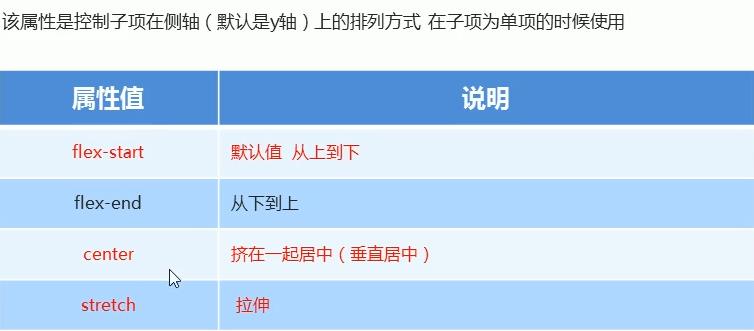 该属性是控制子项在侧轴（默认是y轴）上的排列方式 在子项为单项的时候使用
属性值 说明
flex-start 默认值 从上到下
flex-end 从下到上
center 挤在一起居中（垂直居中）
stretch 拉伸